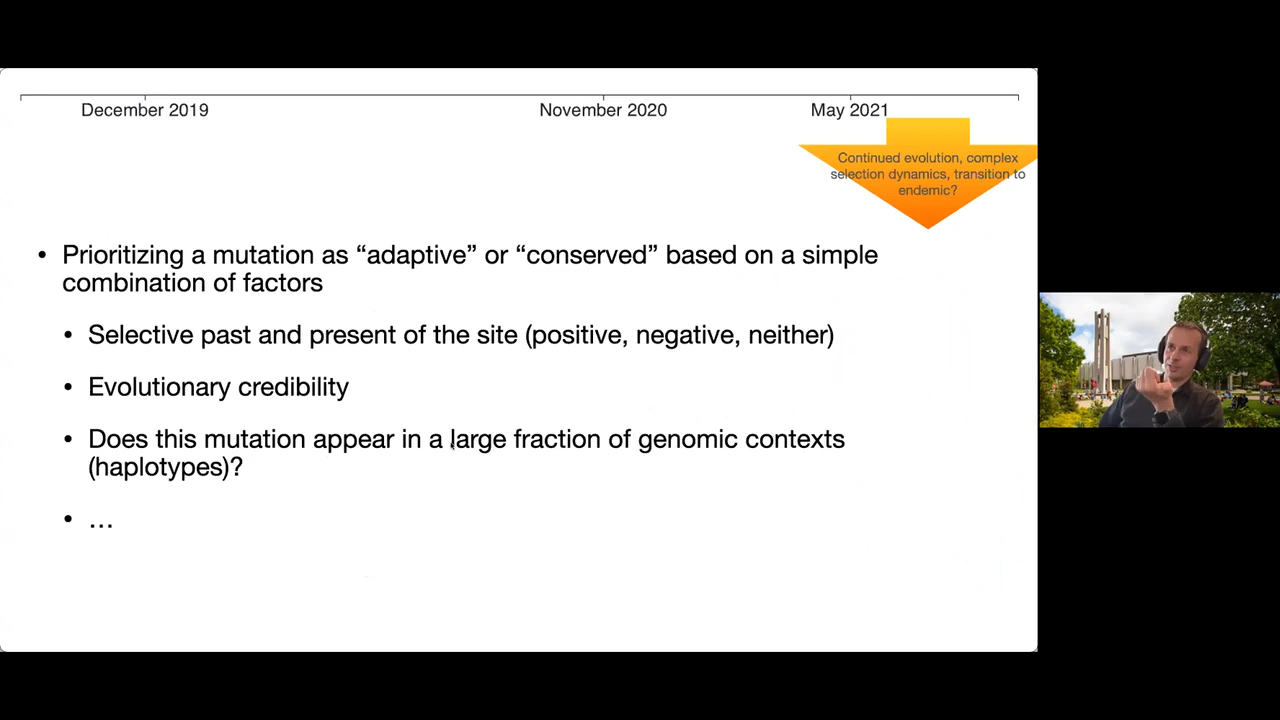 December 2019
November 2020
May 2021
Continued evolution, complex
selection dynamics, transition to
endemic?
• Prioritizing a mutation as “adaptive” or “conserved” based on a simple
combination of factors
• Selective past and present of the site (positive, negative, neither)
• Evolutionary credibility
• Does this mutation appear in a large fraction of genomic contexts
(haplotypes)?
• …